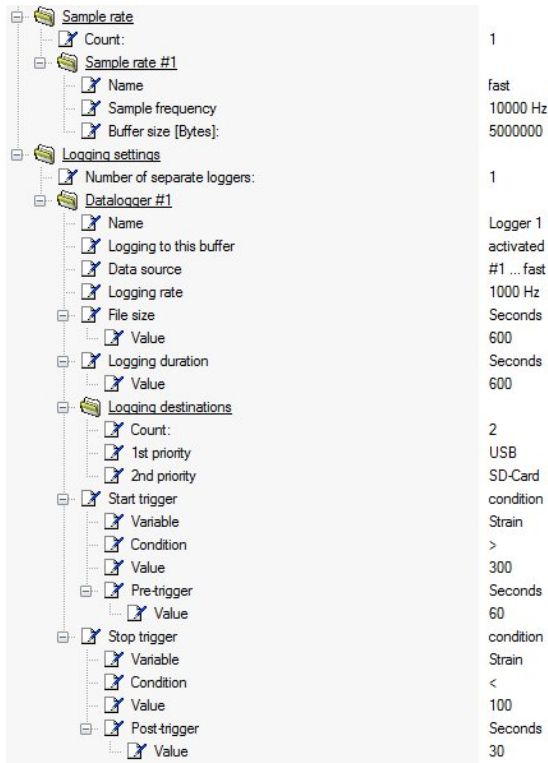 Sample rate
Count: 1
Sample rate #1
Name fast
Sample frequency 10000 Hz
Buffer size [Bytes]: 5000000
Logging settings
Number of separate loggers: 1
Datalogger #1
Name Logger 1
Logging to this buffer activated
Data source #1 ... fast
Logging rate 1000 Hz
File size Seconds
Value 600
Logging duration Seconds
Value 600
Logging destinations
Count: 2
1st priority USB
2nd priority SD-Card
Start trigger condition
Variable Strain
Condition >
Value 300
Pre-trigger Seconds
Value 60
Stop trigger condition
Variable Strain
Condition <
Value 100
Post-trigger Seconds
Value 30